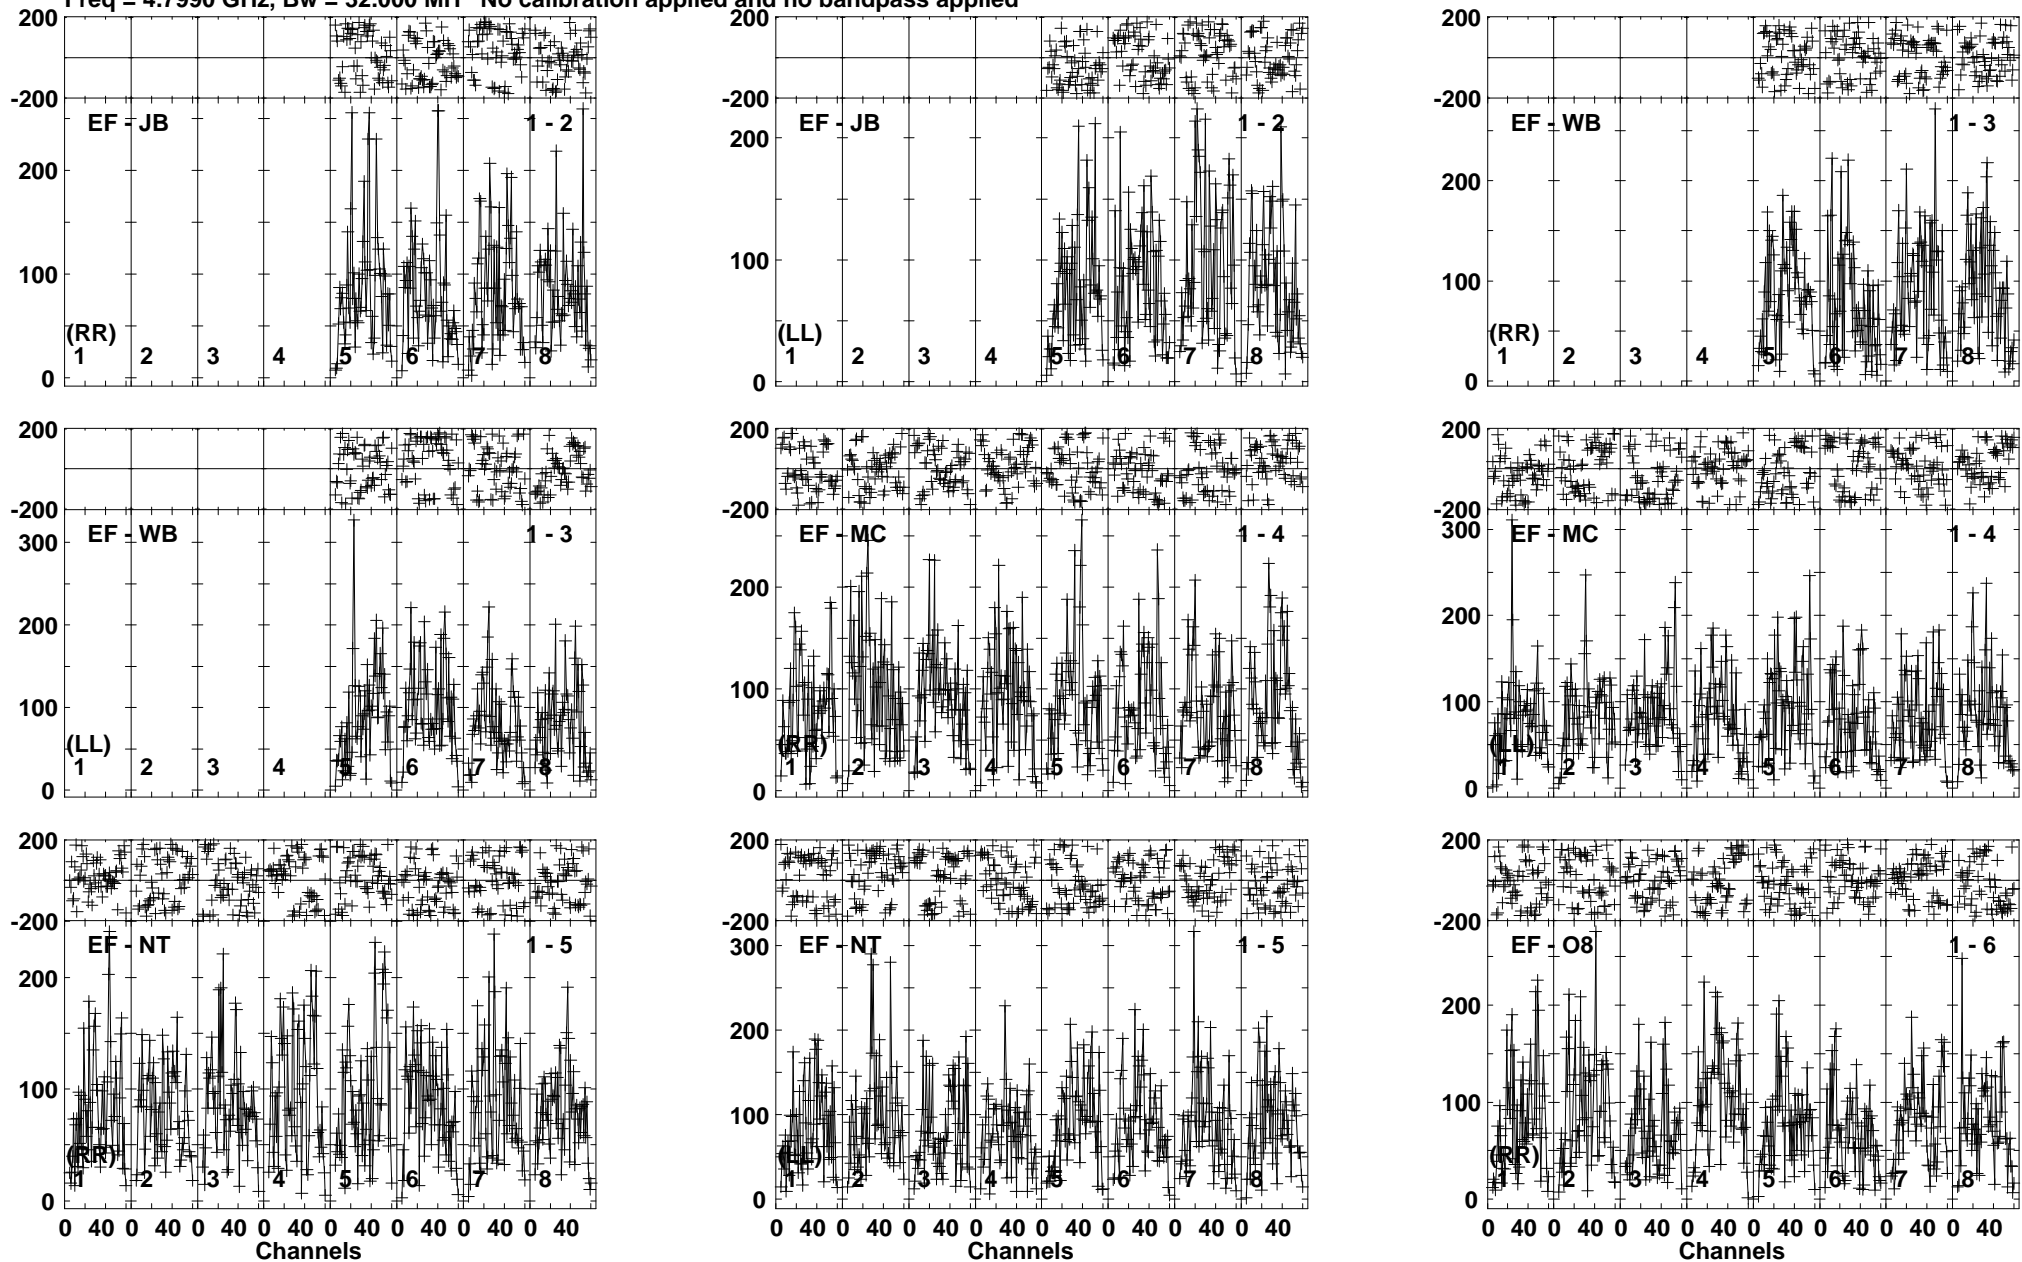 Freq = 4.7990 GHz, Bw = 32.000 MH No calibration applied and no bandpass applied
200 200 200
-200 -200 -200
EF - JB 1 - 2 EF - JB 1 - 2 EF - WB 1 - 3
200 200 200
100 100 100
(RR) (LL) (RR)
1 2 3 4 5 6 7 8 1 2 3 4 5 6 7 8 1 2 3 4 5 6 7 8
0 0 0
200 200 200
-200 -200 -200
EF - WB 1 - 3 EF - MC 1 - 4 EF - MC 1 - 4
300 200 300
200 100 200
100 100
(LL) (RR) (LL)
1 2 3 4 5 6 7 8 1 2 3 4 5 6 7 8 1 2 3 4 5 6 7 8
0 0 0
200 200 200
-200 -200 -200
EF - NT 1 - 5 EF - NT 1 - 5 EF - O8 1 - 6
200 300 200
100 200 100
100
(RR) (LL) (RR)
1 2 3 4 5 6 7 8 1 2 3 4 5 6 7 8 1 2 3 4 5 6 7 8
0 0 0
0 40 0 40 0 40 0 40 0 40 0 40 0 40 0 40 0 40 0 40 0 40 0 40 0 40 0 40 0 40 0 40 0 40 0 40 0 40 0 40 0 40 0 40 0 40 0 40
Channels Channels Channels